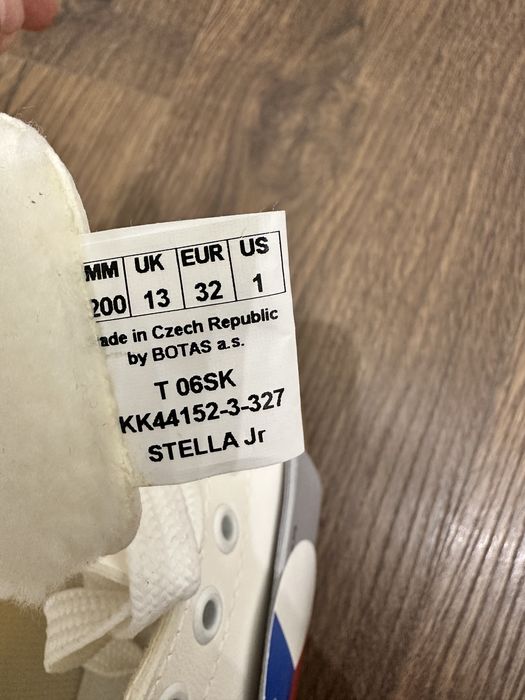 MM UK EUR US
200 13 32 1
ade in Czech Republic
by BOTAS a.s.
T 06SK
KK44152-3-327
STELLA Jr